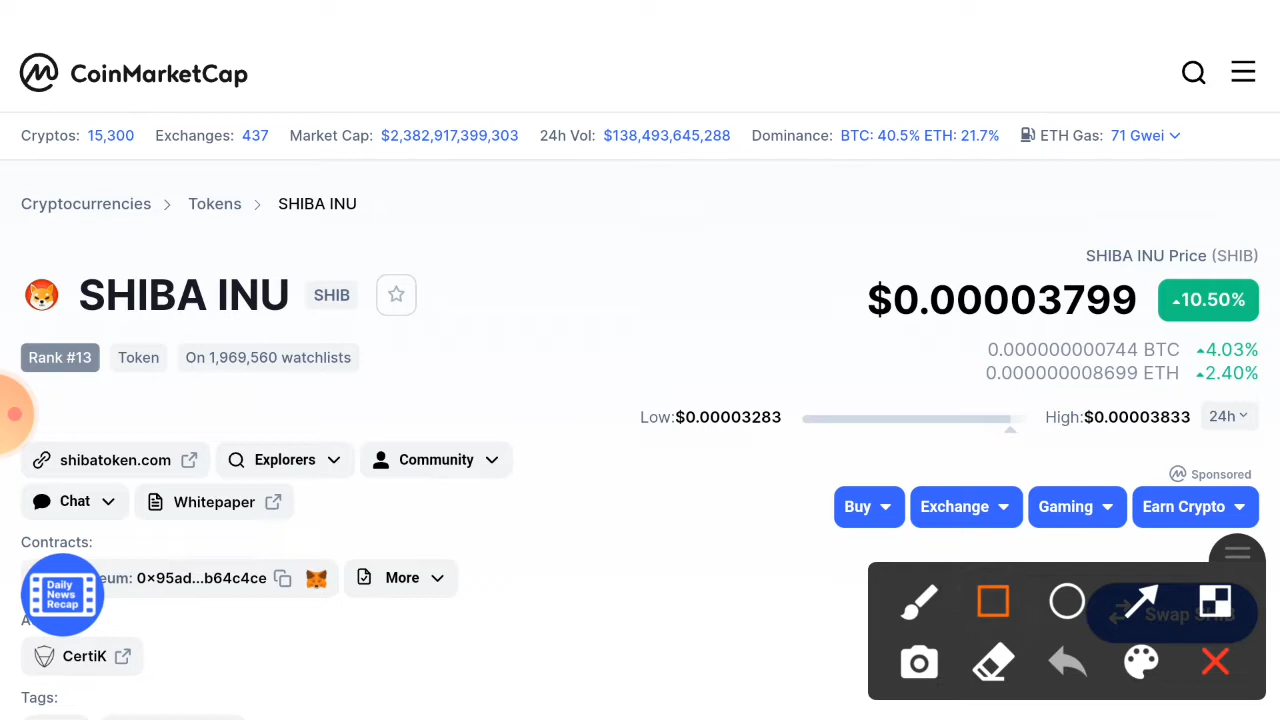 CoinMarketCap
Cryptos: 15,300 Exchanges: 437 Market Cap: $2,382,917,399,303 24h Vol: $138,493,645,288 Dominance: BTC: 40.5% ETH: 21.7% ETH Gas: 71 Gwei
Cryptocurrencies > Tokens > SHIBA INU
SHIBA INU Price (SHIB)
SHIBA INU SHIB $0.00003799 10.50%
Rank #13 Token On 1,969,560 watchlists
0.000000000744 BTC 4.03%
0.000000008699 ETH 2.40%
Low:$0.00003283 High:$0.00003833 24h
shibatoken.com Explorers Community
Sponsored
Chat Whitepaper
Buy Exchange Gaming Earn Crypto
Contracts:
eum: 0x95ad...b64c4ce More
Daily
News
Recap
Swap SHIB
CertiK
Tags: